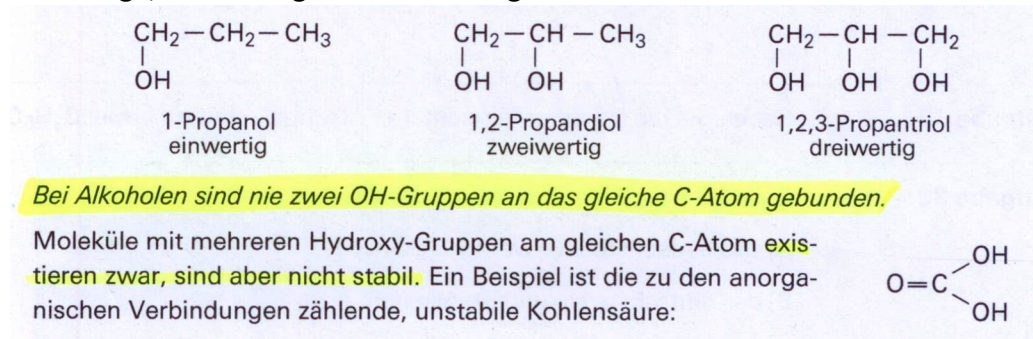 CH₂–CH₂–CH₃ CH₂–CH–CH₃ CH₂–CH–CH₂
OH OH OH OH OH OH
1-Propanol 1,2-Propandiol 1,2,3-Propantriol
einwertig zweiwertig dreiwertig
Bei Alkoholen sind nie zwei OH-Gruppen an das gleiche C-Atom gebunden.
Moleküle mit mehreren Hydroxy-Gruppen am gleichen C-Atom exis-
tieren zwar, sind aber nicht stabil. Ein Beispiel ist die zu den anorga-
nischen Verbindungen zählende, unstabile Kohlensäure:
OH
O=C
OH